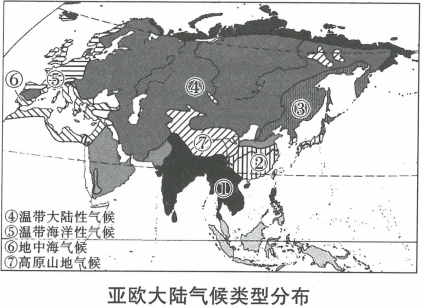 ⑥
⑤
④
③
⑦
②
①
④温带大陆性气候
⑤温带海洋性气候
⑥地中海气候
⑦高原山地气候
亚欧大陆气候类型分布